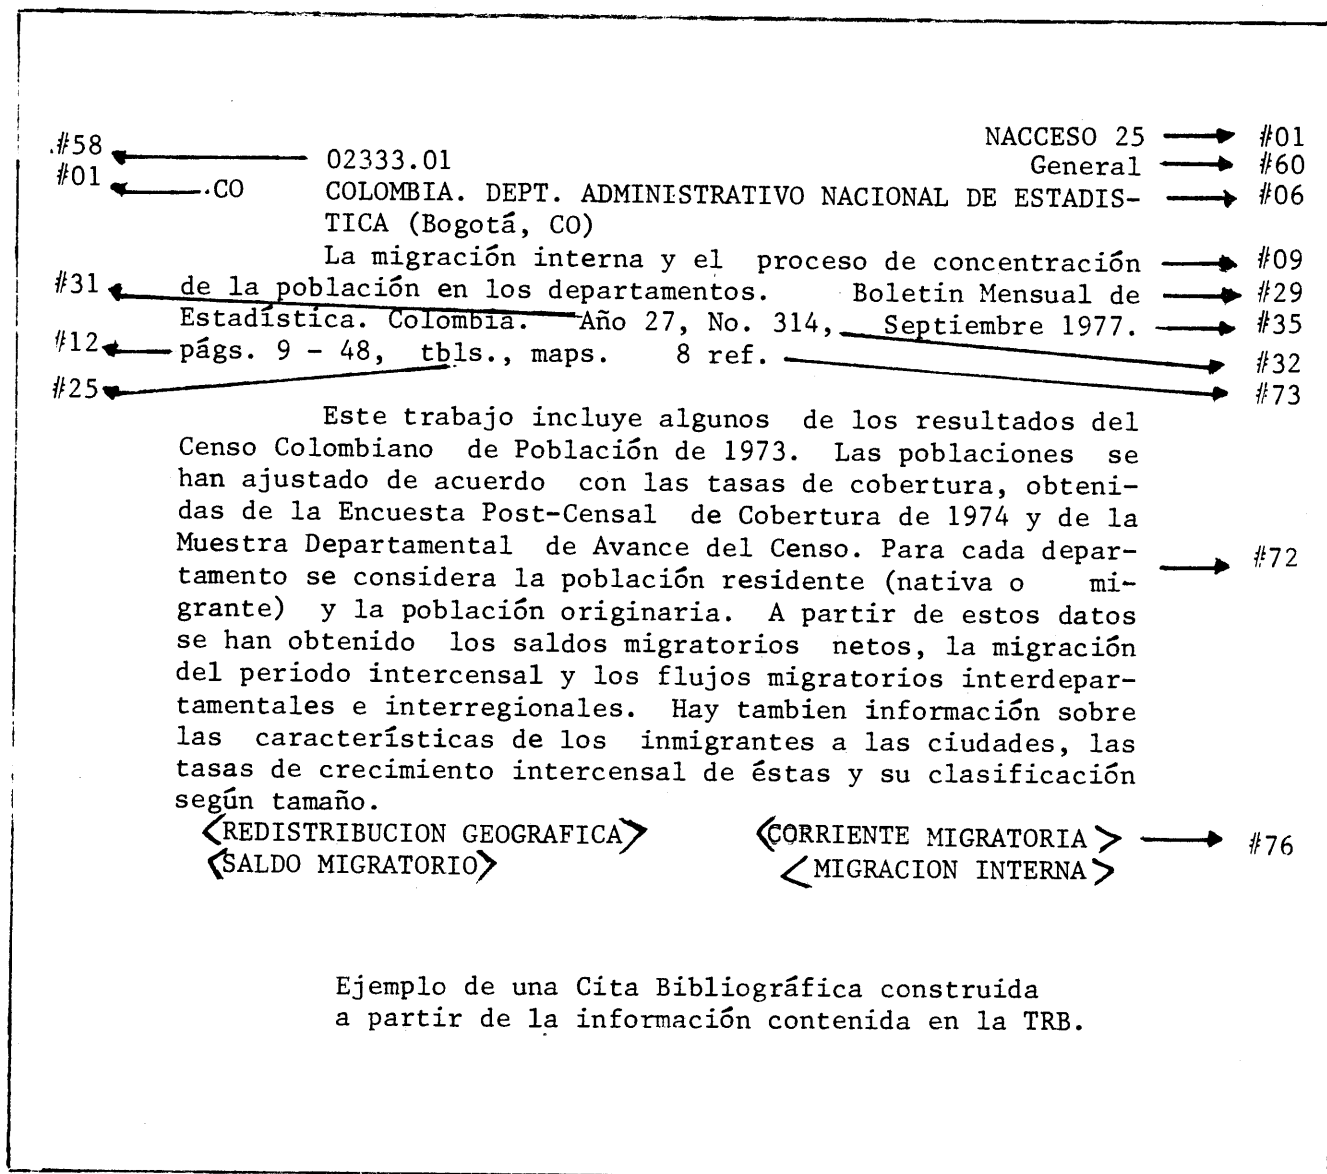 NACCESO 25 #01
.#58 02333.01 General #60
#01 .CO COLOMBIA. DEPT. ADMINISTRATIVO NACIONAL DE ESTADIS- #06
TICA (Bogotá, CO)
La migración interna y el proceso de concentración #09
#31 de la población en los departamentos. Boletin Mensual de #29
Estadística. Colombia. Año 27, No. 314, Septiembre 1977. #35
#12 págs. 9 - 48, tbls., maps. 8 ref. #32
#25 #73
Este trabajo incluye algunos de los resultados del
Censo Colombiano de Población de 1973. Las poblaciones se
han ajustado de acuerdo con las tasas de cobertura, obteni-
das de la Encuesta Post-Censal de Cobertura de 1974 y de la
Muestra Departamental de Avance del Censo. Para cada depar- #72
tamento se considera la población residente (nativa o mi-
grante) y la población originaria. A partir de estos datos
se han obtenido los saldos migratorios netos, la migración
del periodo intercensal y los flujos migratorios interdepar-
tamentales e interregionales. Hay tambien información sobre
las características de los inmigrantes a las ciudades, las
tasas de crecimiento intercensal de éstas y su clasificación
según tamaño.
<REDISTRIBUCION GEOGRAFICA> <CORRIENTE MIGRATORIA> #76
<SALDO MIGRATORIO> <MIGRACION INTERNA>
Ejemplo de una Cita Bibliográfica construida
a partir de la información contenida en la TRB.